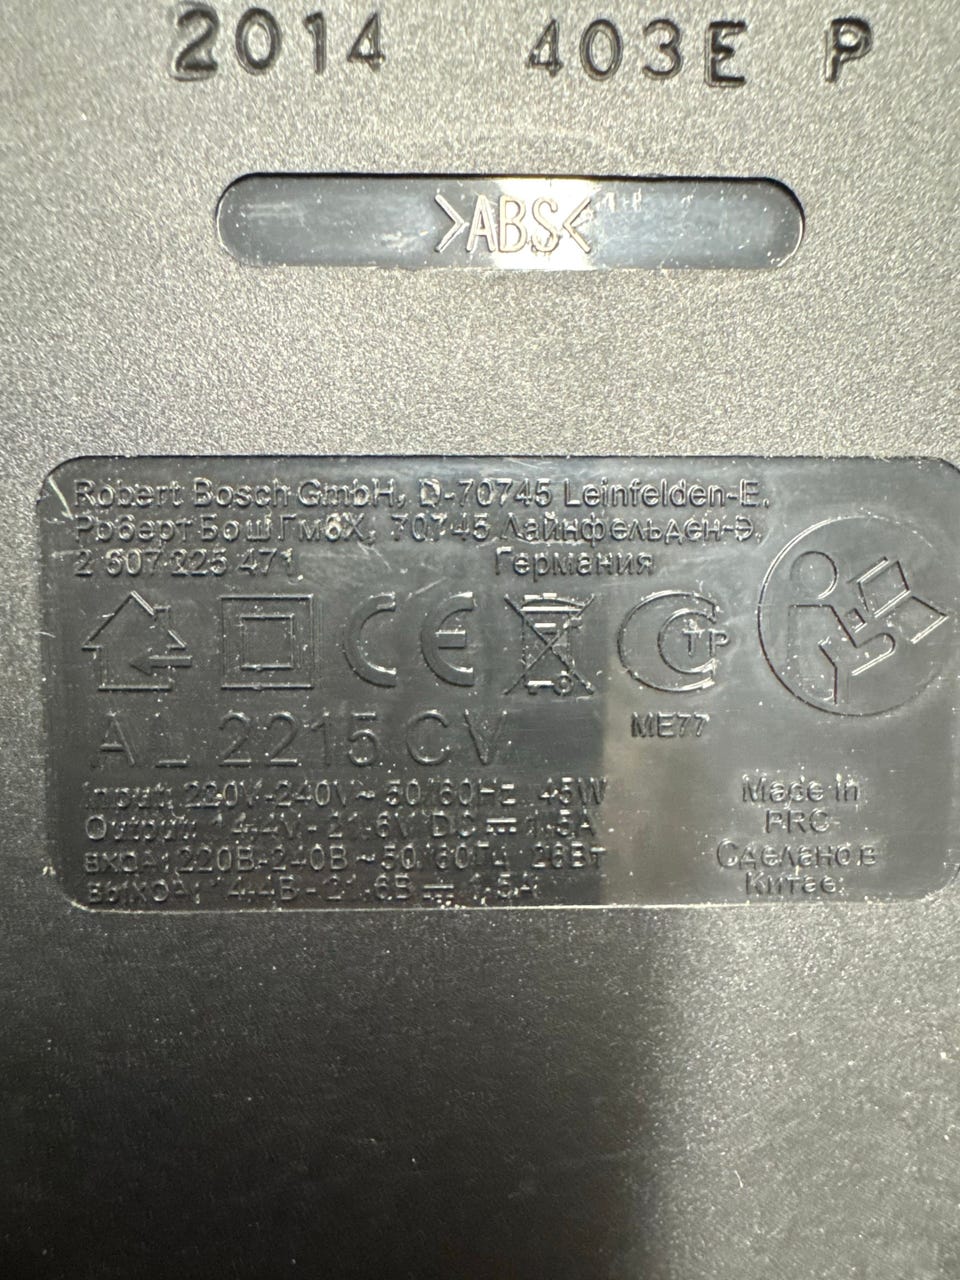 2014 403E P
>ABS<
Robert Bosch GmbH, D-70745 Leinfelden-E.
Роберт Бош ГмбХ, 70745 Лайнфельден-Э,
2 607 225 471 Германия
CE ТР
ME77
AL 2215 CV
Input: 220V-240V ~ 50/60Hz 45W
Output: 14.4V - 21.6V DC ⎓ 1.5A
вход: 220В-240В ~ 50/60Гц 26Вт
выход: 14.4В - 21.6В ⎓ 1.5А
Made in
PRC
Сделано в
Китае